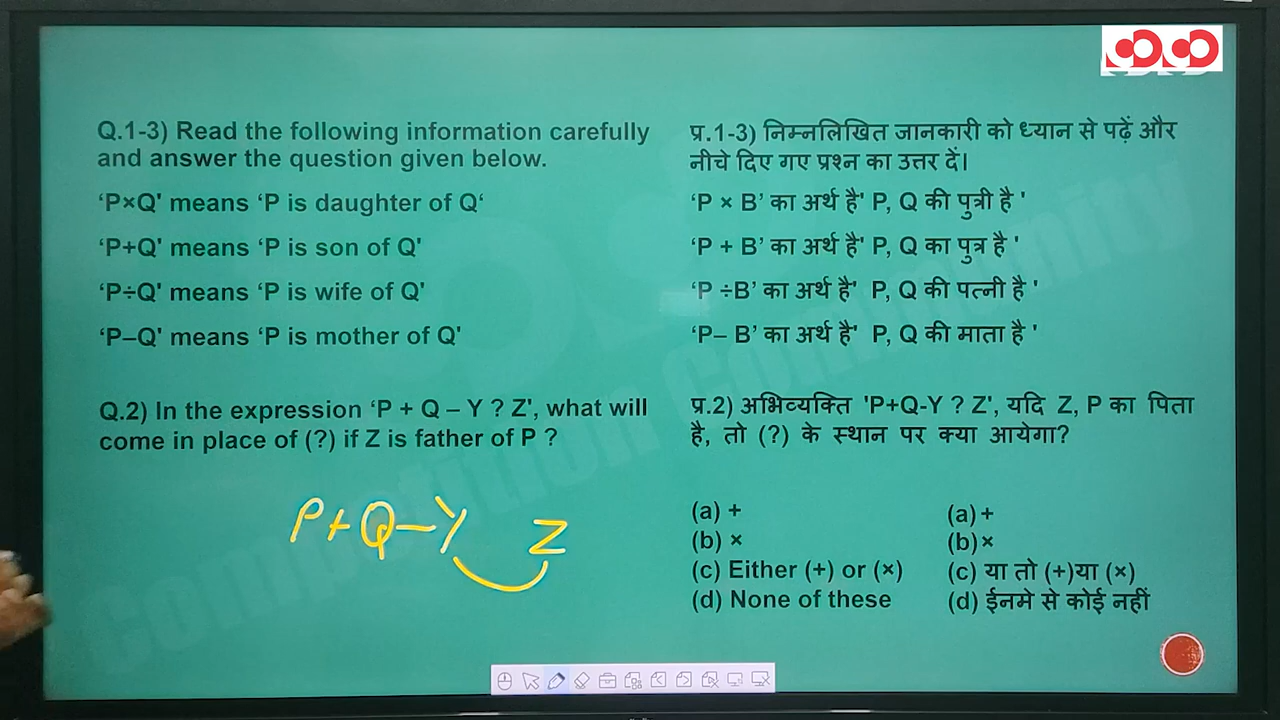 Q.1-3) Read the following information carefully
and answer the question given below.
‘P×Q' means ‘P is daughter of Q‘
‘P+Q' means ‘P is son of Q'
‘P÷Q' means ‘P is wife of Q'
‘P–Q' means ‘P is mother of Q'
Q.2) In the expression ‘P + Q – Y ? Z', what will
come in place of (?) if Z is father of P ?
P+Q-Y Z
प्र.1-3) निम्नलिखित जानकारी को ध्यान से पढ़ें और
नीचे दिए गए प्रश्न का उत्तर दें।
‘P × B’ का अर्थ है' P, Q की पुत्री है '
‘P + B’ का अर्थ है' P, Q का पुत्र है '
‘P ÷B’ का अर्थ है' P, Q की पत्नी है '
‘P– B’ का अर्थ है' P, Q की माता है '
प्र.2) अभिव्यक्ति 'P+Q-Y ? Z', यदि Z, P का पिता
है, तो (?) के स्थान पर क्या आयेगा?
(a) +
(b) ×
(c) Either (+) or (×)
(d) None of these
(a) +
(b) ×
(c) या तो (+)या (×)
(d) ईनमे से कोई नहीं
Competition Community